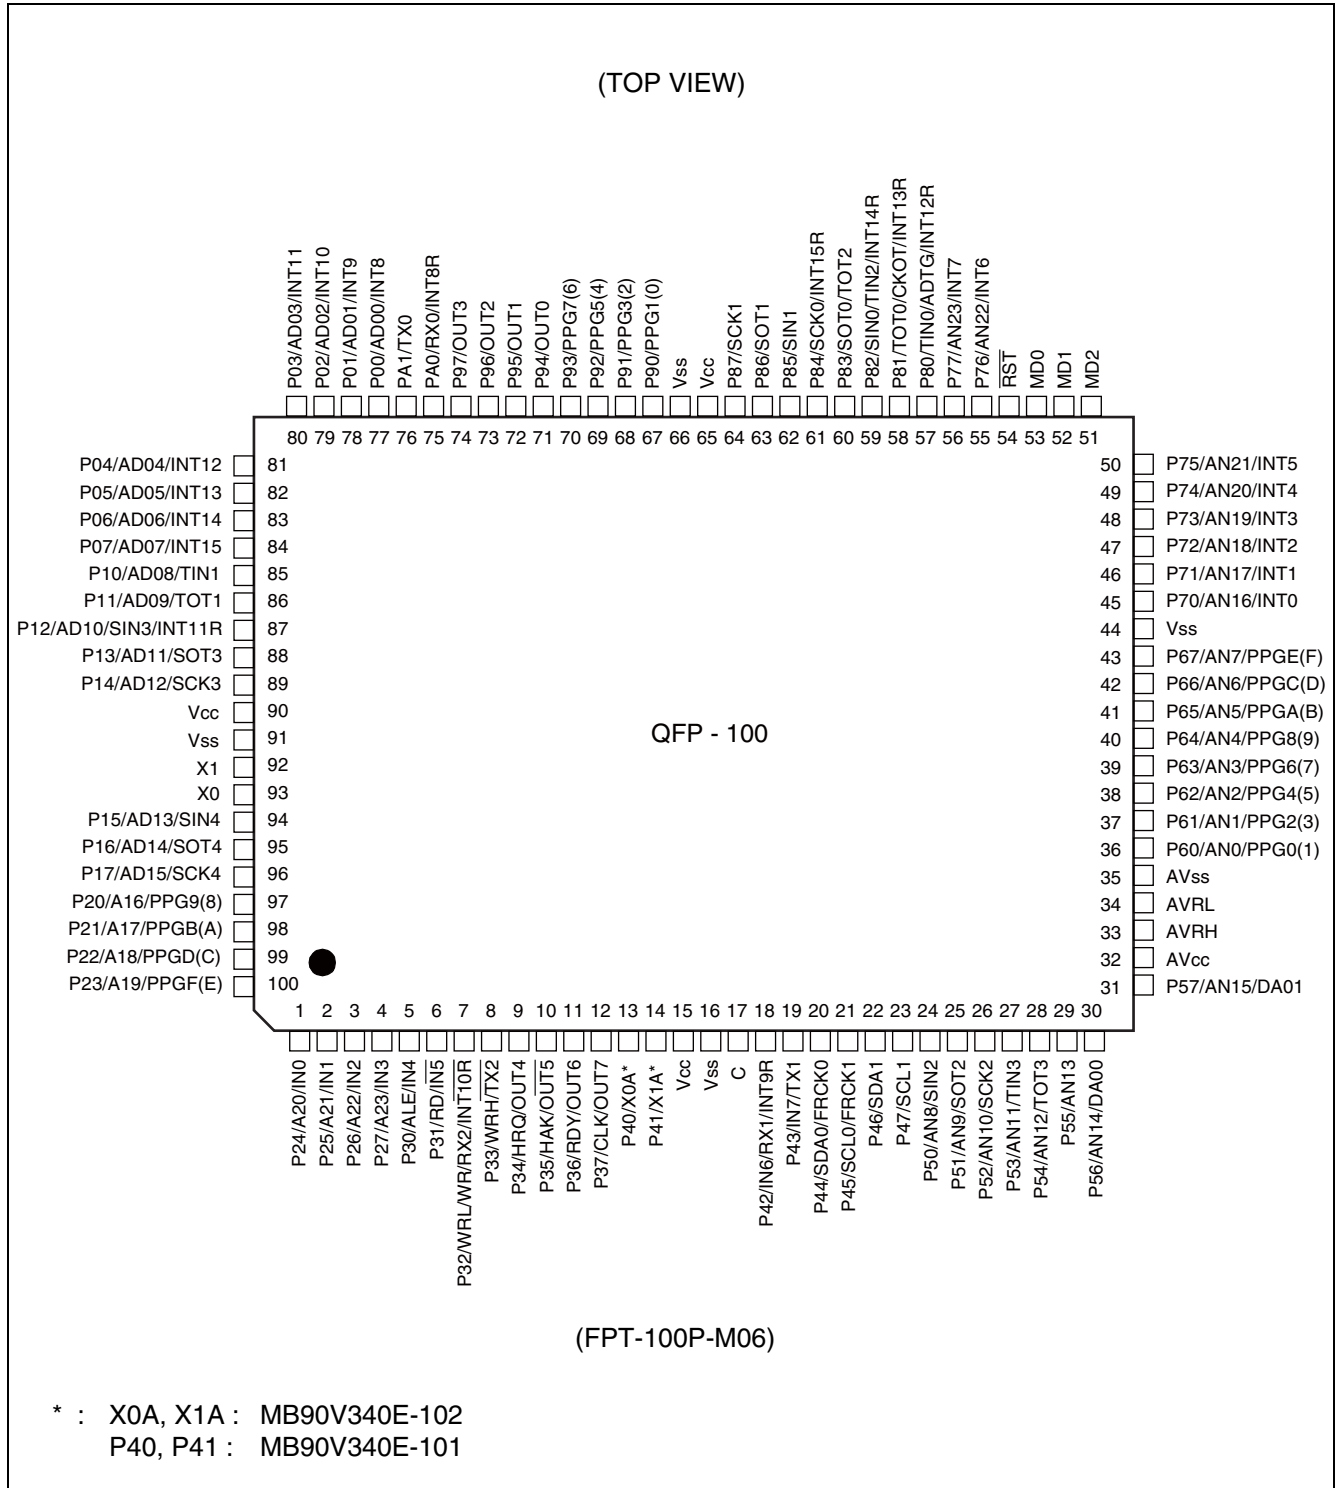 (TOP VIEW)
P03/AD03/INT11
P02/AD02/INT10
P01/AD01/INT9
P00/AD00/INT8
PA1/TX0
PA0/RX0/INT8R
P97/OUT3
P96/OUT2
P95/OUT1
P94/OUT0
P93/PPG7(6)
P92/PPG5(4)
P91/PPG3(2)
P90/PPG1(0)
Vss
Vcc
P87/SCK1
P86/SOT1
P85/SIN1
P84/SCK0/INT15R
P83/SOT0/TOT2
P82/SIN0/TIN2/INT14R
P81/TOT0/CKOT/INT13R
P80/TIN0/ADTG/INT12R
P77/AN23/INT7
P76/AN22/INT6
RST
MD0
MD1
MD2
80 79 78 77 76 75 74 73 72 71 70 69 68 67 66 65 64 63 62 61 60 59 58 57 56 55 54 53 52 51
P04/AD04/INT12 81
P05/AD05/INT13 82
P06/AD06/INT14 83
P07/AD07/INT15 84
P10/AD08/TIN1 85
P11/AD09/TOT1 86
P12/AD10/SIN3/INT11R 87
P13/AD11/SOT3 88
P14/AD12/SCK3 89
Vcc 90
Vss 91
X1 92
X0 93
P15/AD13/SIN4 94
P16/AD14/SOT4 95
P17/AD15/SCK4 96
P20/A16/PPG9(8) 97
P21/A17/PPGB(A) 98
P22/A18/PPGD(C) 99
P23/A19/PPGF(E) 100
QFP - 100
50 P75/AN21/INT5
49 P74/AN20/INT4
48 P73/AN19/INT3
47 P72/AN18/INT2
46 P71/AN17/INT1
45 P70/AN16/INT0
44 Vss
43 P67/AN7/PPGE(F)
42 P66/AN6/PPGC(D)
41 P65/AN5/PPGA(B)
40 P64/AN4/PPG8(9)
39 P63/AN3/PPG6(7)
38 P62/AN2/PPG4(5)
37 P61/AN1/PPG2(3)
36 P60/AN0/PPG0(1)
35 AVss
34 AVRL
33 AVRH
32 AVcc
31 P57/AN15/DA01
1 2 3 4 5 6 7 8 9 10 11 12 13 14 15 16 17 18 19 20 21 22 23 24 25 26 27 28 29 30
P24/A20/IN0
P25/A21/IN1
P26/A22/IN2
P27/A23/IN3
P30/ALE/IN4
P31/RD/IN5
P32/WRL/WR/RX2/INT10R
P33/WRH/TX2
P34/HRQ/OUT4
P35/HAK/OUT5
P36/RDY/OUT6
P37/CLK/OUT7
P40/X0A*
P41/X1A*
Vcc
Vss
C
P42/IN6/RX1/INT9R
P43/IN7/TX1
P44/SDA0/FRCK0
P45/SCL0/FRCK1
P46/SDA1
P47/SCL1
P50/AN8/SIN2
P51/AN9/SOT2
P52/AN10/SCK2
P53/AN11/TIN3
P54/AN12/TOT3
P55/AN13
P56/AN14/DA00
(FPT-100P-M06)
* : X0A, X1A : MB90V340E-102
P40, P41 : MB90V340E-101